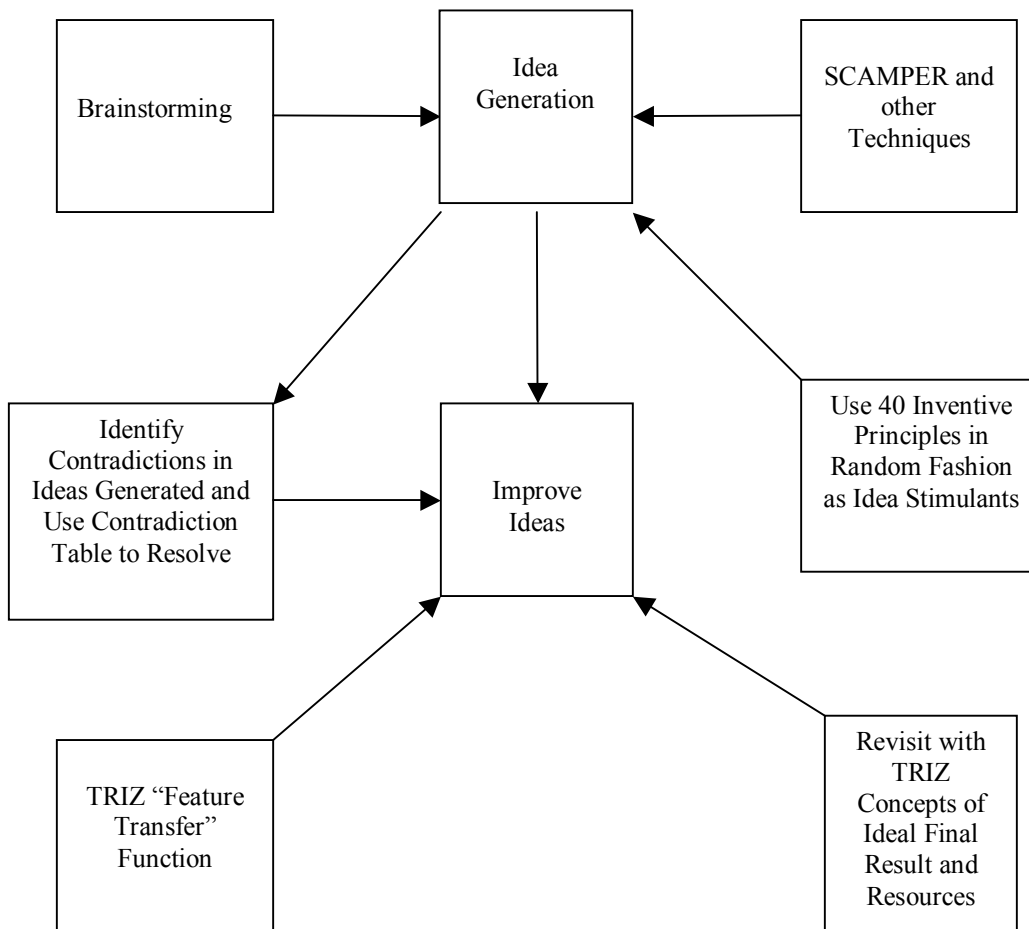 Brainstorming
Idea
Generation
SCAMPER and
other
Techniques
Identify
Contradictions in
Ideas Generated and
Use Contradiction
Table to Resolve
Improve
Ideas
Use 40 Inventive
Principles in
Random Fashion
as Idea Stimulants
TRIZ “Feature
Transfer”
Function
Revisit with
TRIZ
Concepts of
Ideal Final
Result and
Resources